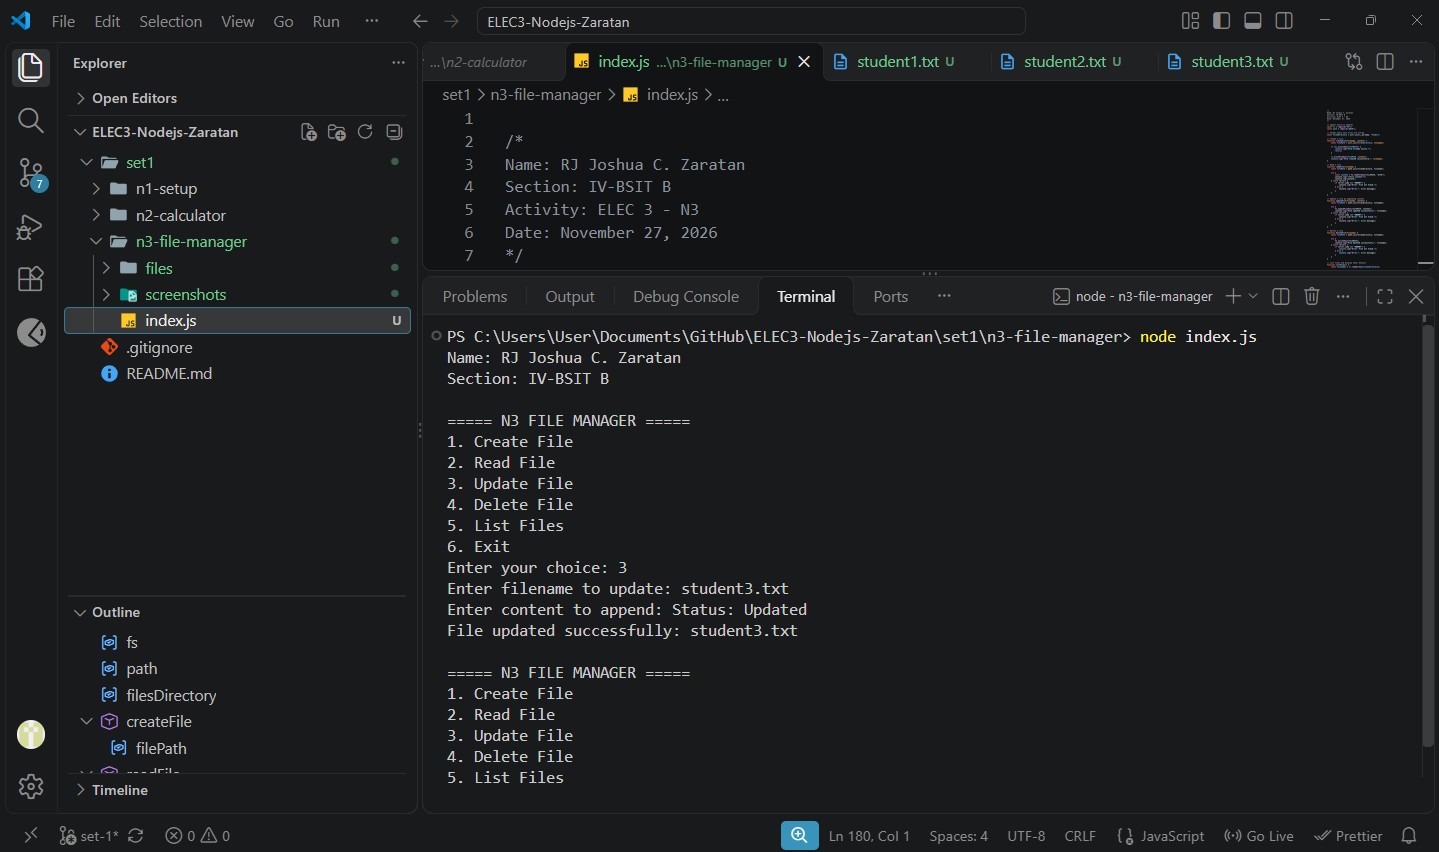 File Edit Selection View Go Run ··· ELEC3-Nodejs-Zaratan
Explorer
Open Editors
ELEC3-Nodejs-Zaratan
set1
n1-setup
n2-calculator
n3-file-manager
files
screenshots
index.js U
.gitignore
README.md
Outline
fs
path
filesDirectory
createFile
filePath
readFile
Timeline
7
...\n2-calculator index.js ...\n3-file-manager U student1.txt U student2.txt U student3.txt U
set1 > n3-file-manager > index.js > ...
1
2 /*
3 Name: RJ Joshua C. Zaratan
4 Section: IV-BSIT B
5 Activity: ELEC 3 - N3
6 Date: November 27, 2026
7 */
Problems Output Debug Console Terminal Ports ··· node - n3-file-manager
PS C:\Users\User\Documents\GitHub\ELEC3-Nodejs-Zaratan\set1\n3-file-manager> node index.js
Name: RJ Joshua C. Zaratan
Section: IV-BSIT B
===== N3 FILE MANAGER =====
1. Create File
2. Read File
3. Update File
4. Delete File
5. List Files
6. Exit
Enter your choice: 3
Enter filename to update: student3.txt
Enter content to append: Status: Updated
File updated successfully: student3.txt
===== N3 FILE MANAGER =====
1. Create File
2. Read File
3. Update File
4. Delete File
5. List Files
set-1* 0 0 Ln 180, Col 1 Spaces: 4 UTF-8 CRLF JavaScript Go Live Prettier